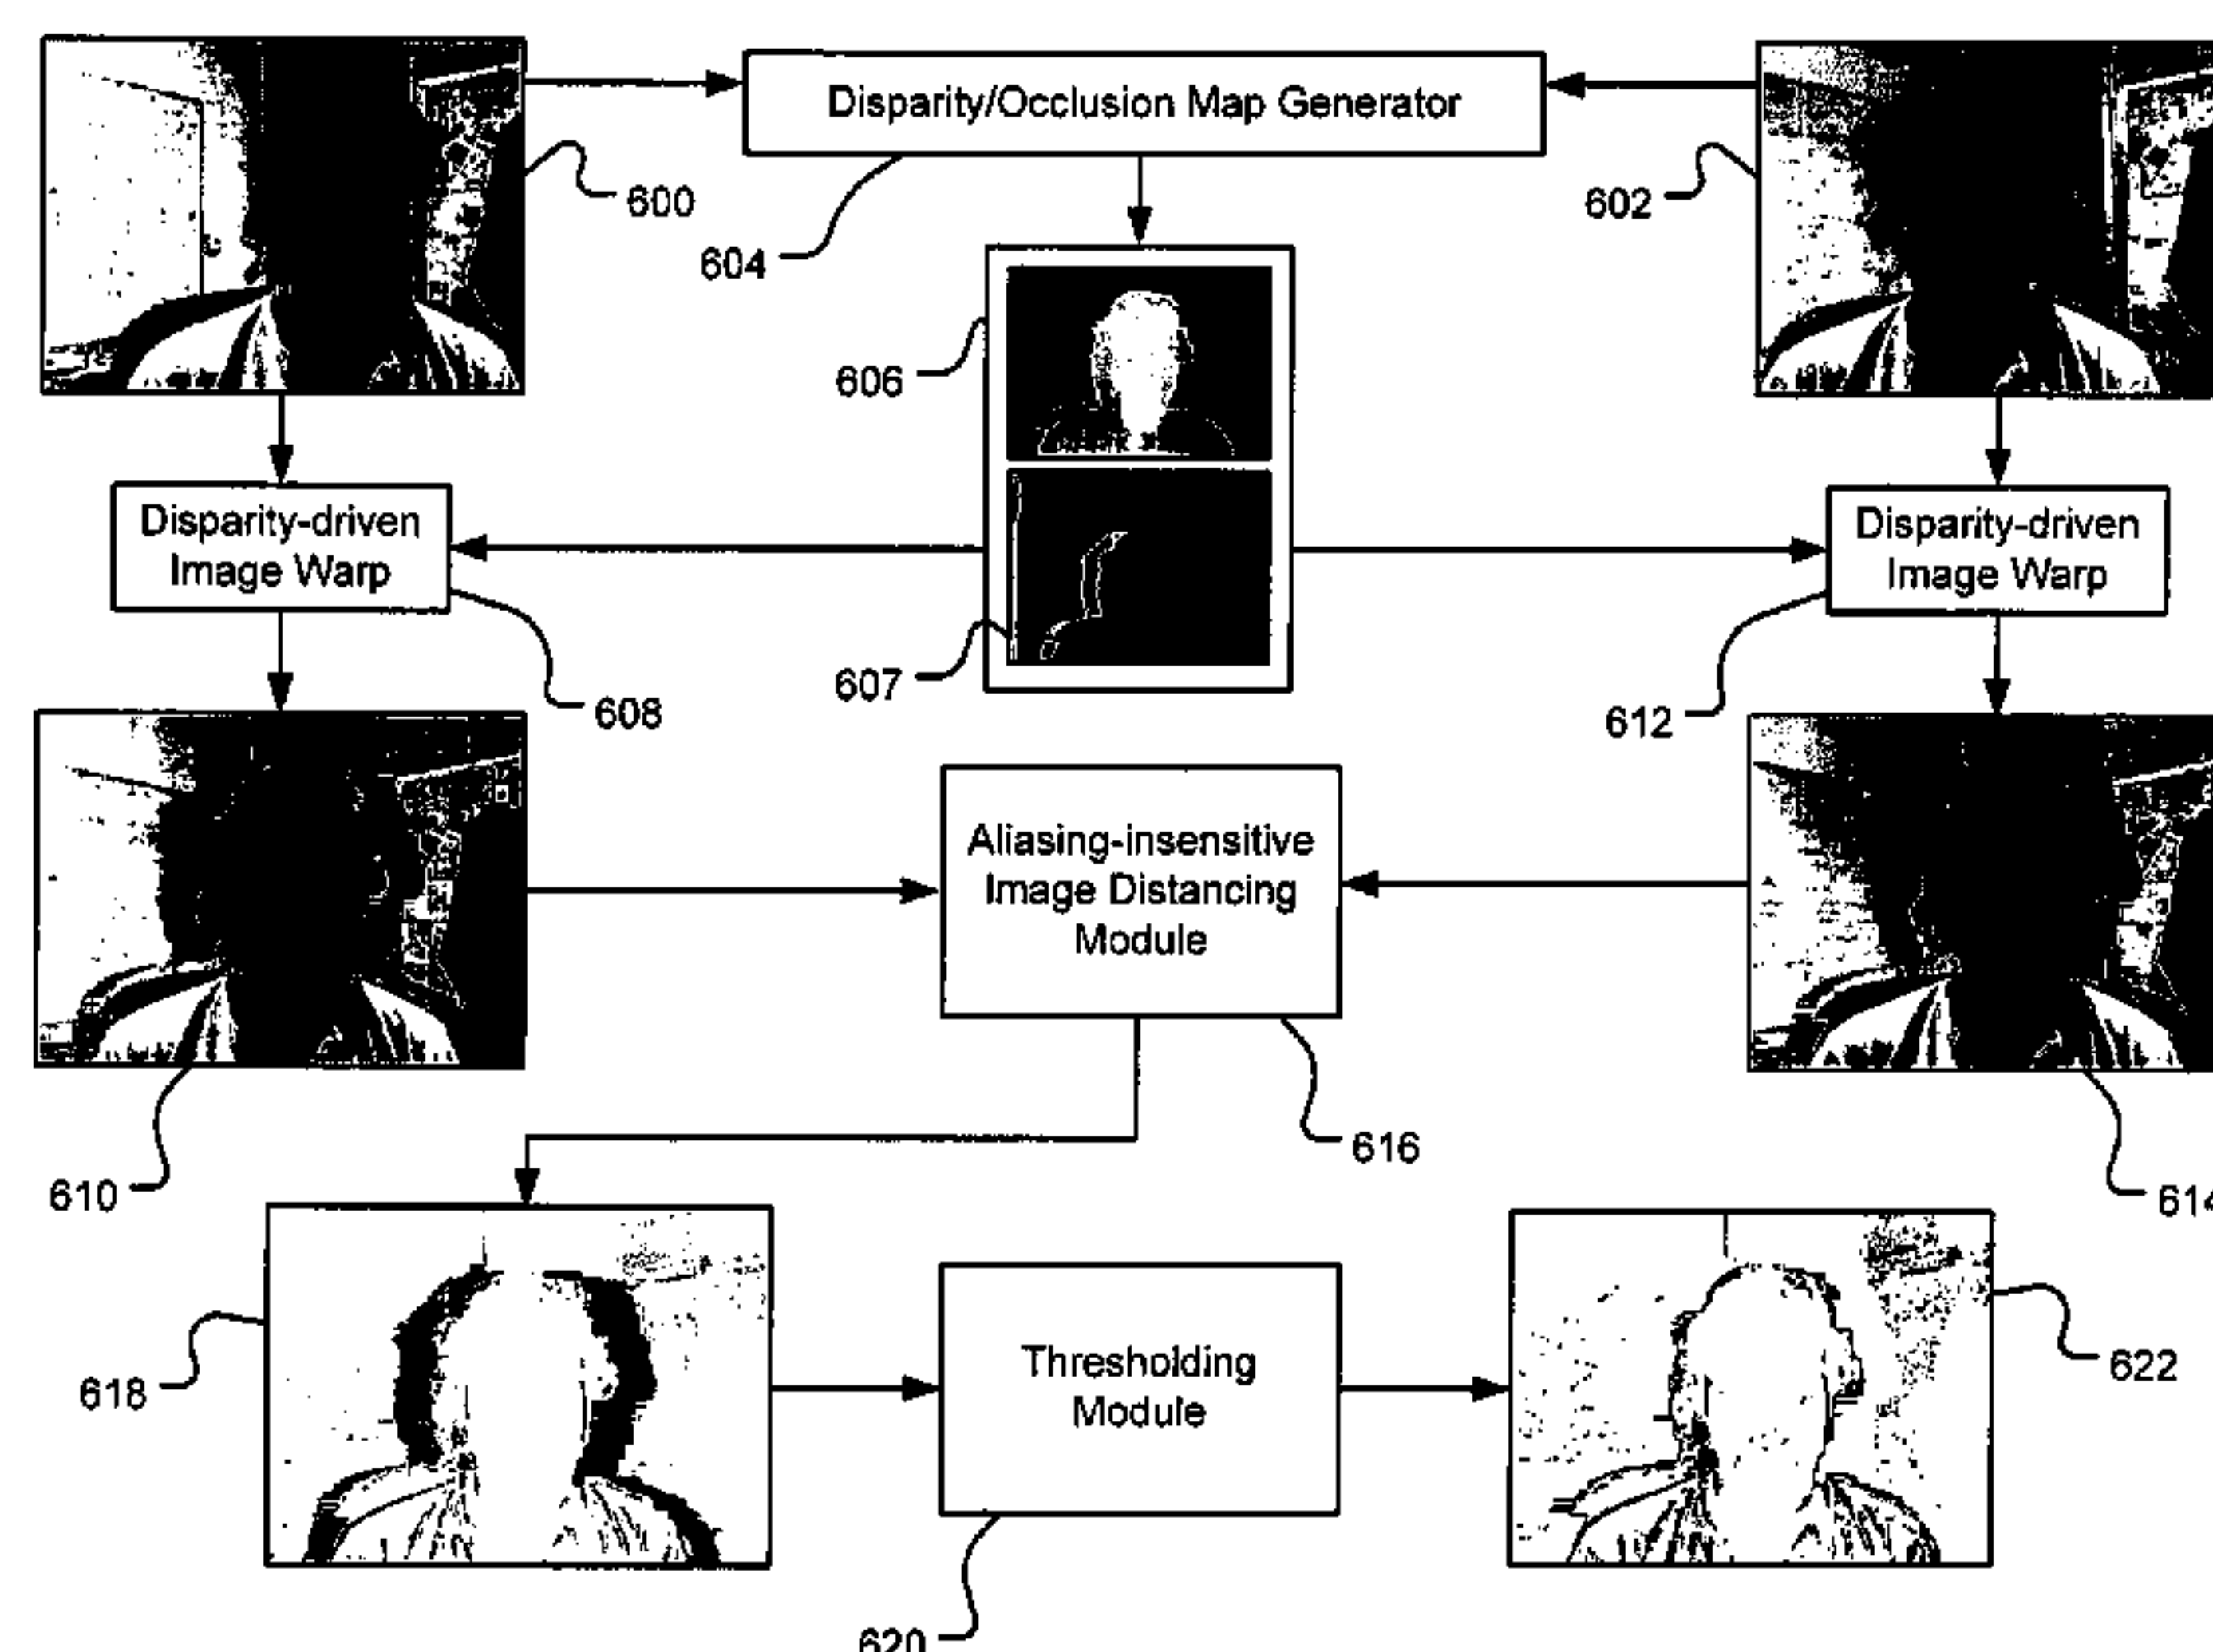 Disparity/Occlusion Map Generator
600
602
604
606
Disparity-driven
Image Warp
Disparity-driven
Image Warp
607
608
612
Aliasing-insensitive
Image Distancing
Module
616
610
614
618
Thresholding
Module
622
620